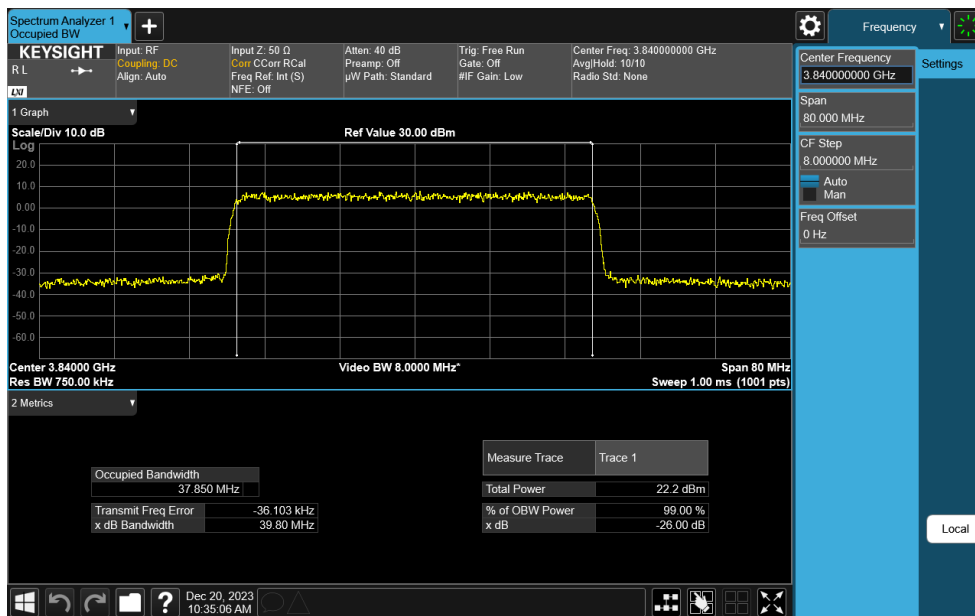 Spectrum Analyzer 1
Occupied BW
+
Frequency
KEYSIGHT
R L
LXI
Input: RF
Coupling: DC
Align: Auto
Input Z: 50 Ω
Corr CCorr RCal
Freq Ref: Int (S)
NFE: Off
Atten: 40 dB
Preamp: Off
µW Path: Standard
Trig: Free Run
Gate: Off
#IF Gain: Low
Center Freq: 3.840000000 GHz
Avg|Hold: 10/10
Radio Std: None
Center Frequency
3.840000000 GHz
Settings
Span
80.000 MHz
CF Step
8.000000 MHz
Auto
Man
Freq Offset
0 Hz
Local
1 Graph
Scale/Div 10.0 dB
Ref Value 30.00 dBm
Log
20.0
10.0
0.00
-10.0
-20.0
-30.0
-40.0
-50.0
-60.0
Center 3.84000 GHz
Video BW 8.0000 MHz*
Span 80 MHz
Res BW 750.00 kHz
Sweep 1.00 ms (1001 pts)
2 Metrics
Occupied Bandwidth
37.850 MHz
Transmit Freq Error -36.103 kHz
x dB Bandwidth 39.80 MHz
Measure Trace Trace 1
Total Power 22.2 dBm
% of OBW Power 99.00 %
x dB -26.00 dB
?
Dec 20, 2023
10:35:06 AM